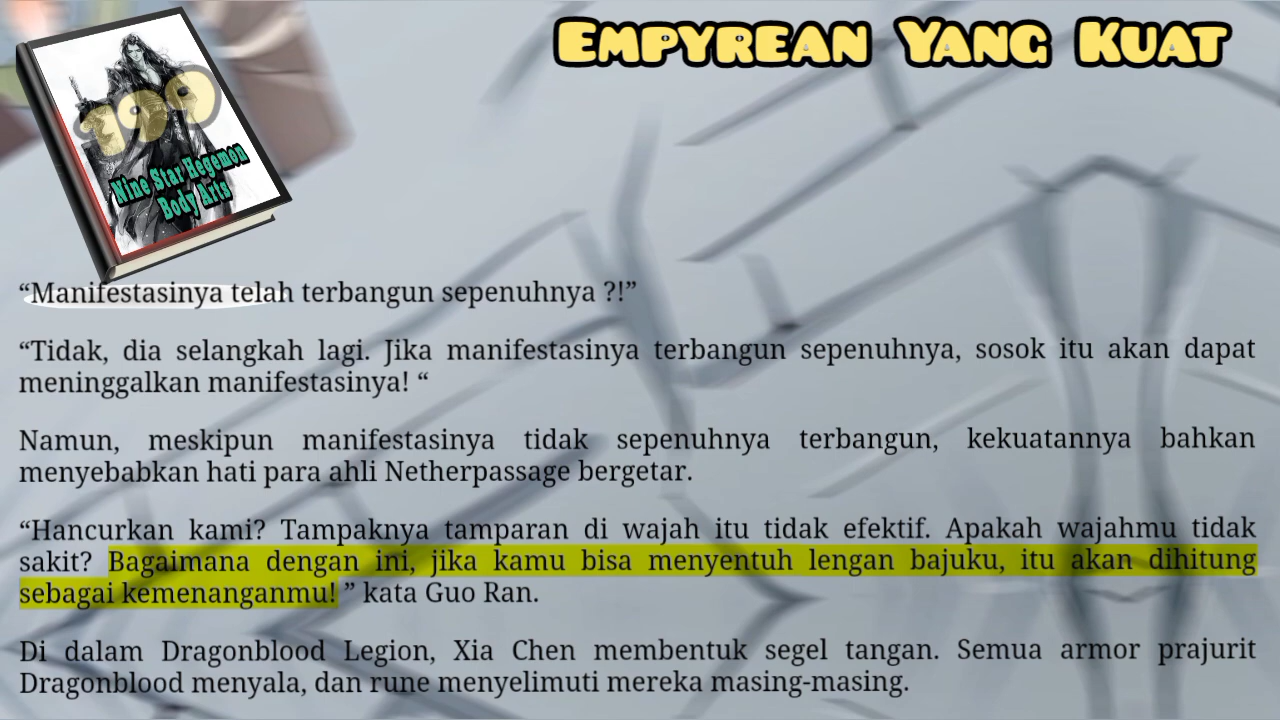 Empyrean Yang Kuat
199
Nine Star Hegemon
Body Arts
“Manifestasinya telah terbangun sepenuhnya ?!”
“Tidak, dia selangkah lagi. Jika manifestasinya terbangun sepenuhnya, sosok itu akan dapat
meninggalkan manifestasinya! “
Namun, meskipun manifestasinya tidak sepenuhnya terbangun, kekuatannya bahkan
menyebabkan hati para ahli Netherpassage bergetar.
“Hancurkan kami? Tampaknya tamparan di wajah itu tidak efektif. Apakah wajahmu tidak
sakit? Bagaimana dengan ini, jika kamu bisa menyentuh lengan bajuku, itu akan dihitung
sebagai kemenanganmu! ” kata Guo Ran.
Di dalam Dragonblood Legion, Xia Chen membentuk segel tangan. Semua armor prajurit
Dragonblood menyala, dan rune menyelimuti mereka masing-masing.